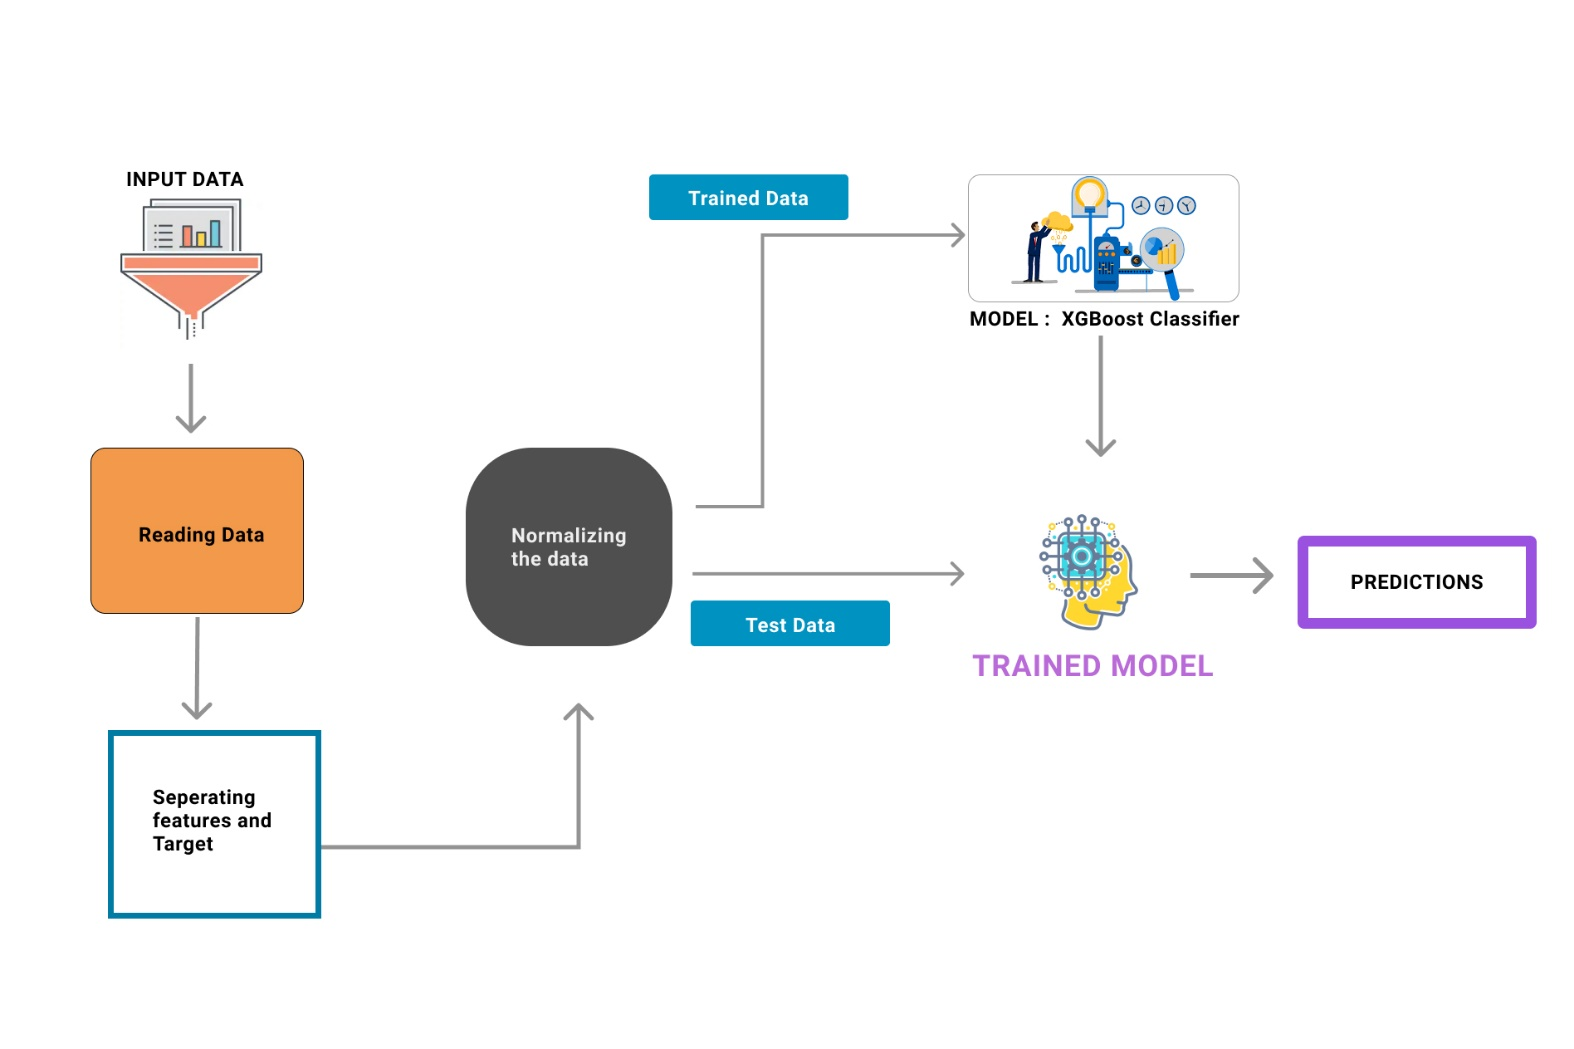 INPUT DATA
Reading Data
Seperating
features and
Target
Normalizing
the data
Trained Data
Test Data
MODEL :  XGBoost Classifier
TRAINED MODEL
PREDICTIONS